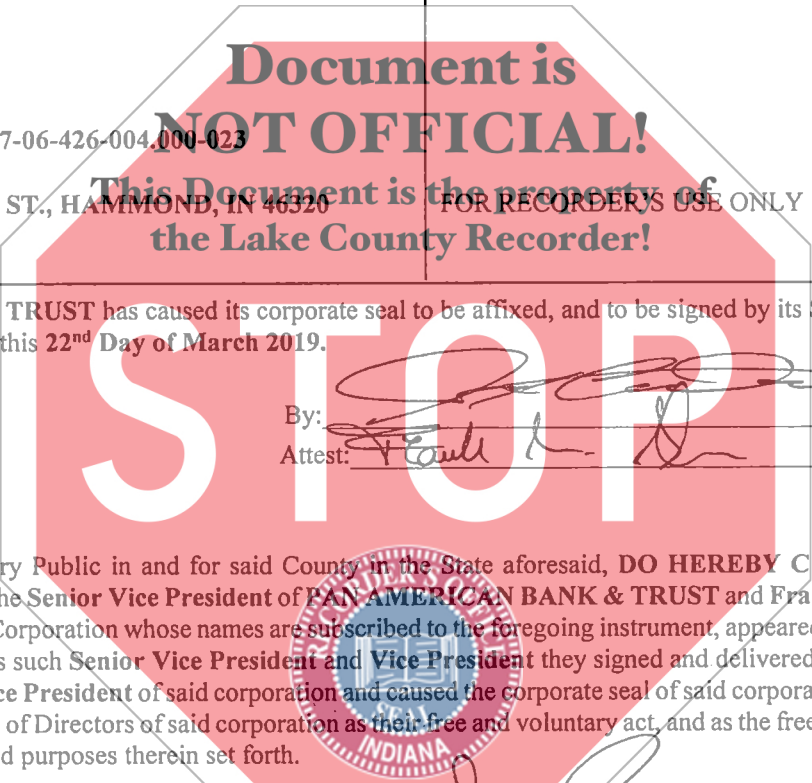 Document is
NOT OFFICIAL!
7-06-426-004.000-023
This Document is the property of
ST., HAMMOND, IN 46320 FOR RECORDER'S USE ONLY
the Lake County Recorder!
TRUST has caused its corporate seal to be affixed, and to be signed by its
this 22nd Day of March 2019.
STOP
By:
Attest:
ry Public in and for said County in the State aforesaid, DO HEREBY C
he Senior Vice President of PAN AMERICAN BANK & TRUST and Fra
Corporation whose names are subscribed to the foregoing instrument, appeared
s such Senior Vice President and Vice President they signed and delivered
ce President of said corporation and caused the corporate seal of said corpora
of Directors of said corporation as their free and voluntary act, and as the free
d purposes therein set forth.
RECORDER'S OFFICE
SEAL
INDIANA